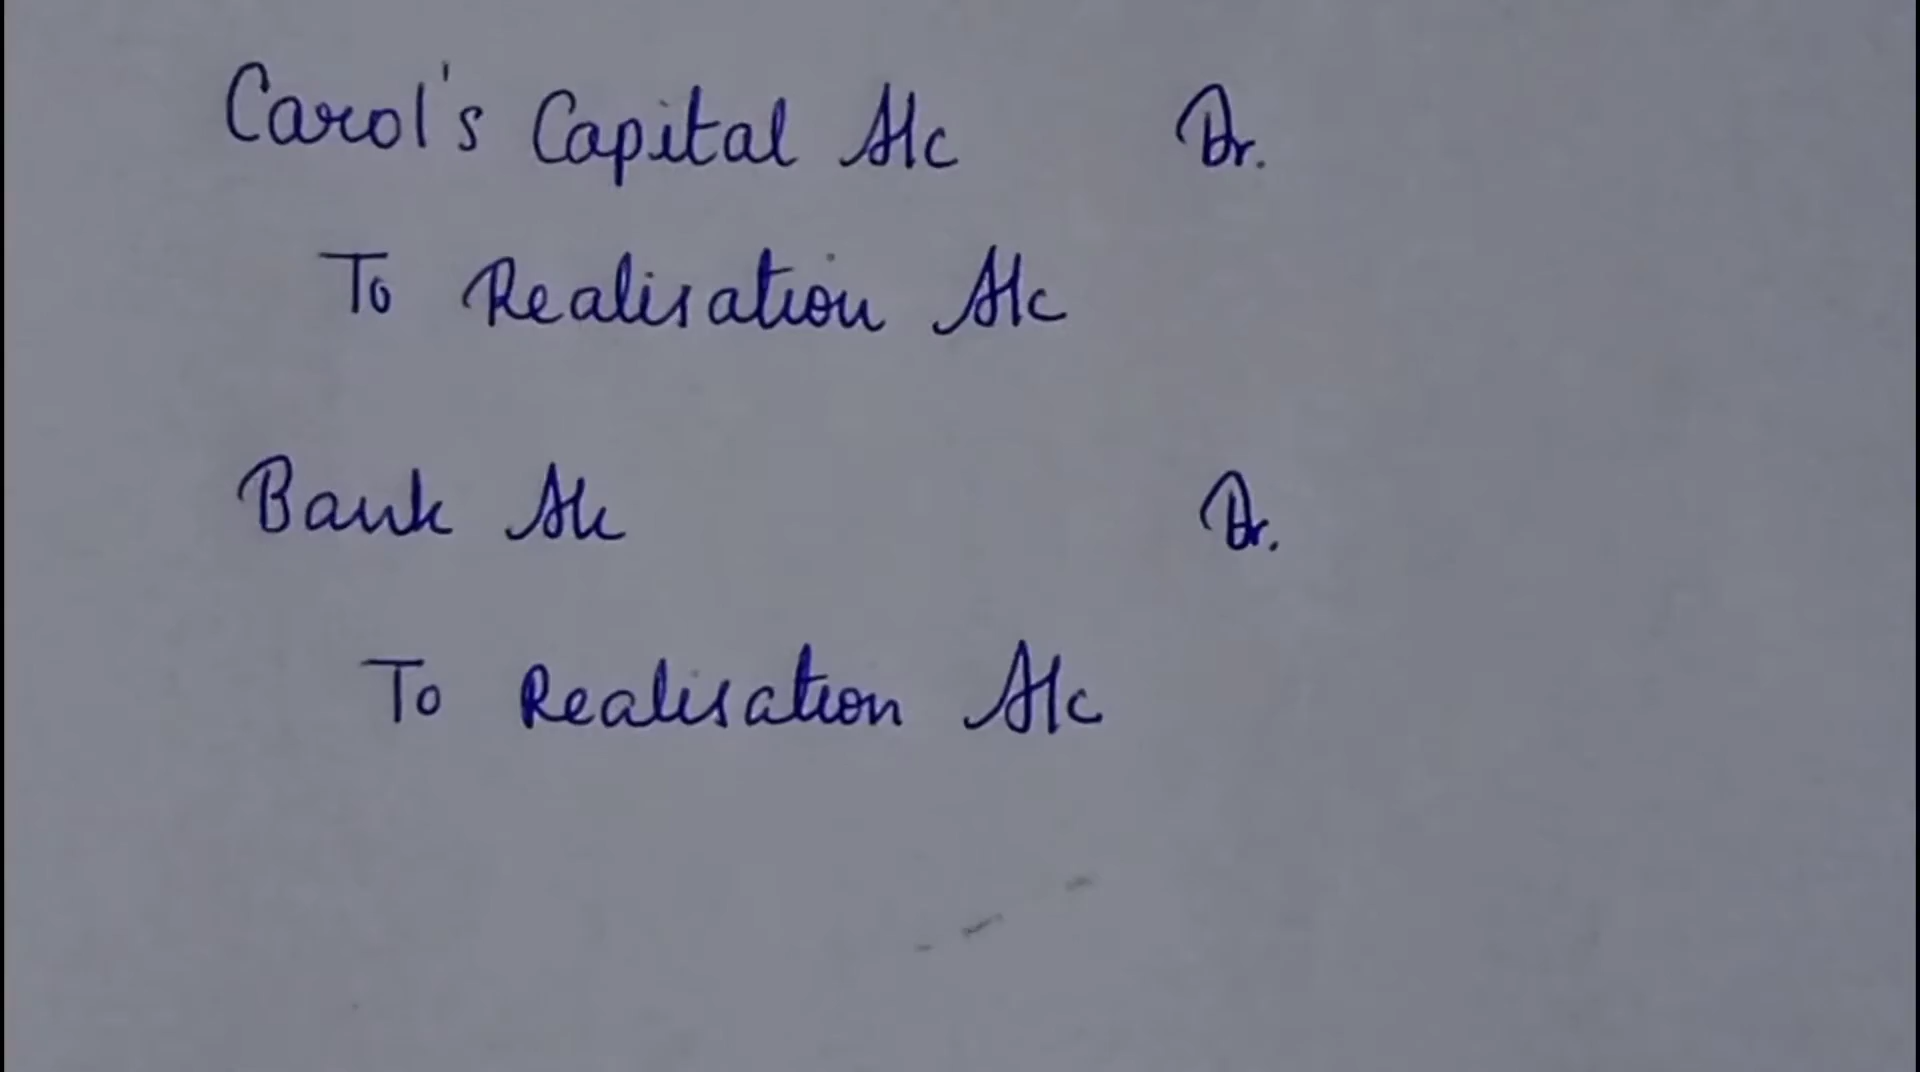 Carol's Capital A/c Dr.
To Realisation A/c
Bank A/c Dr.
To Realisation A/c